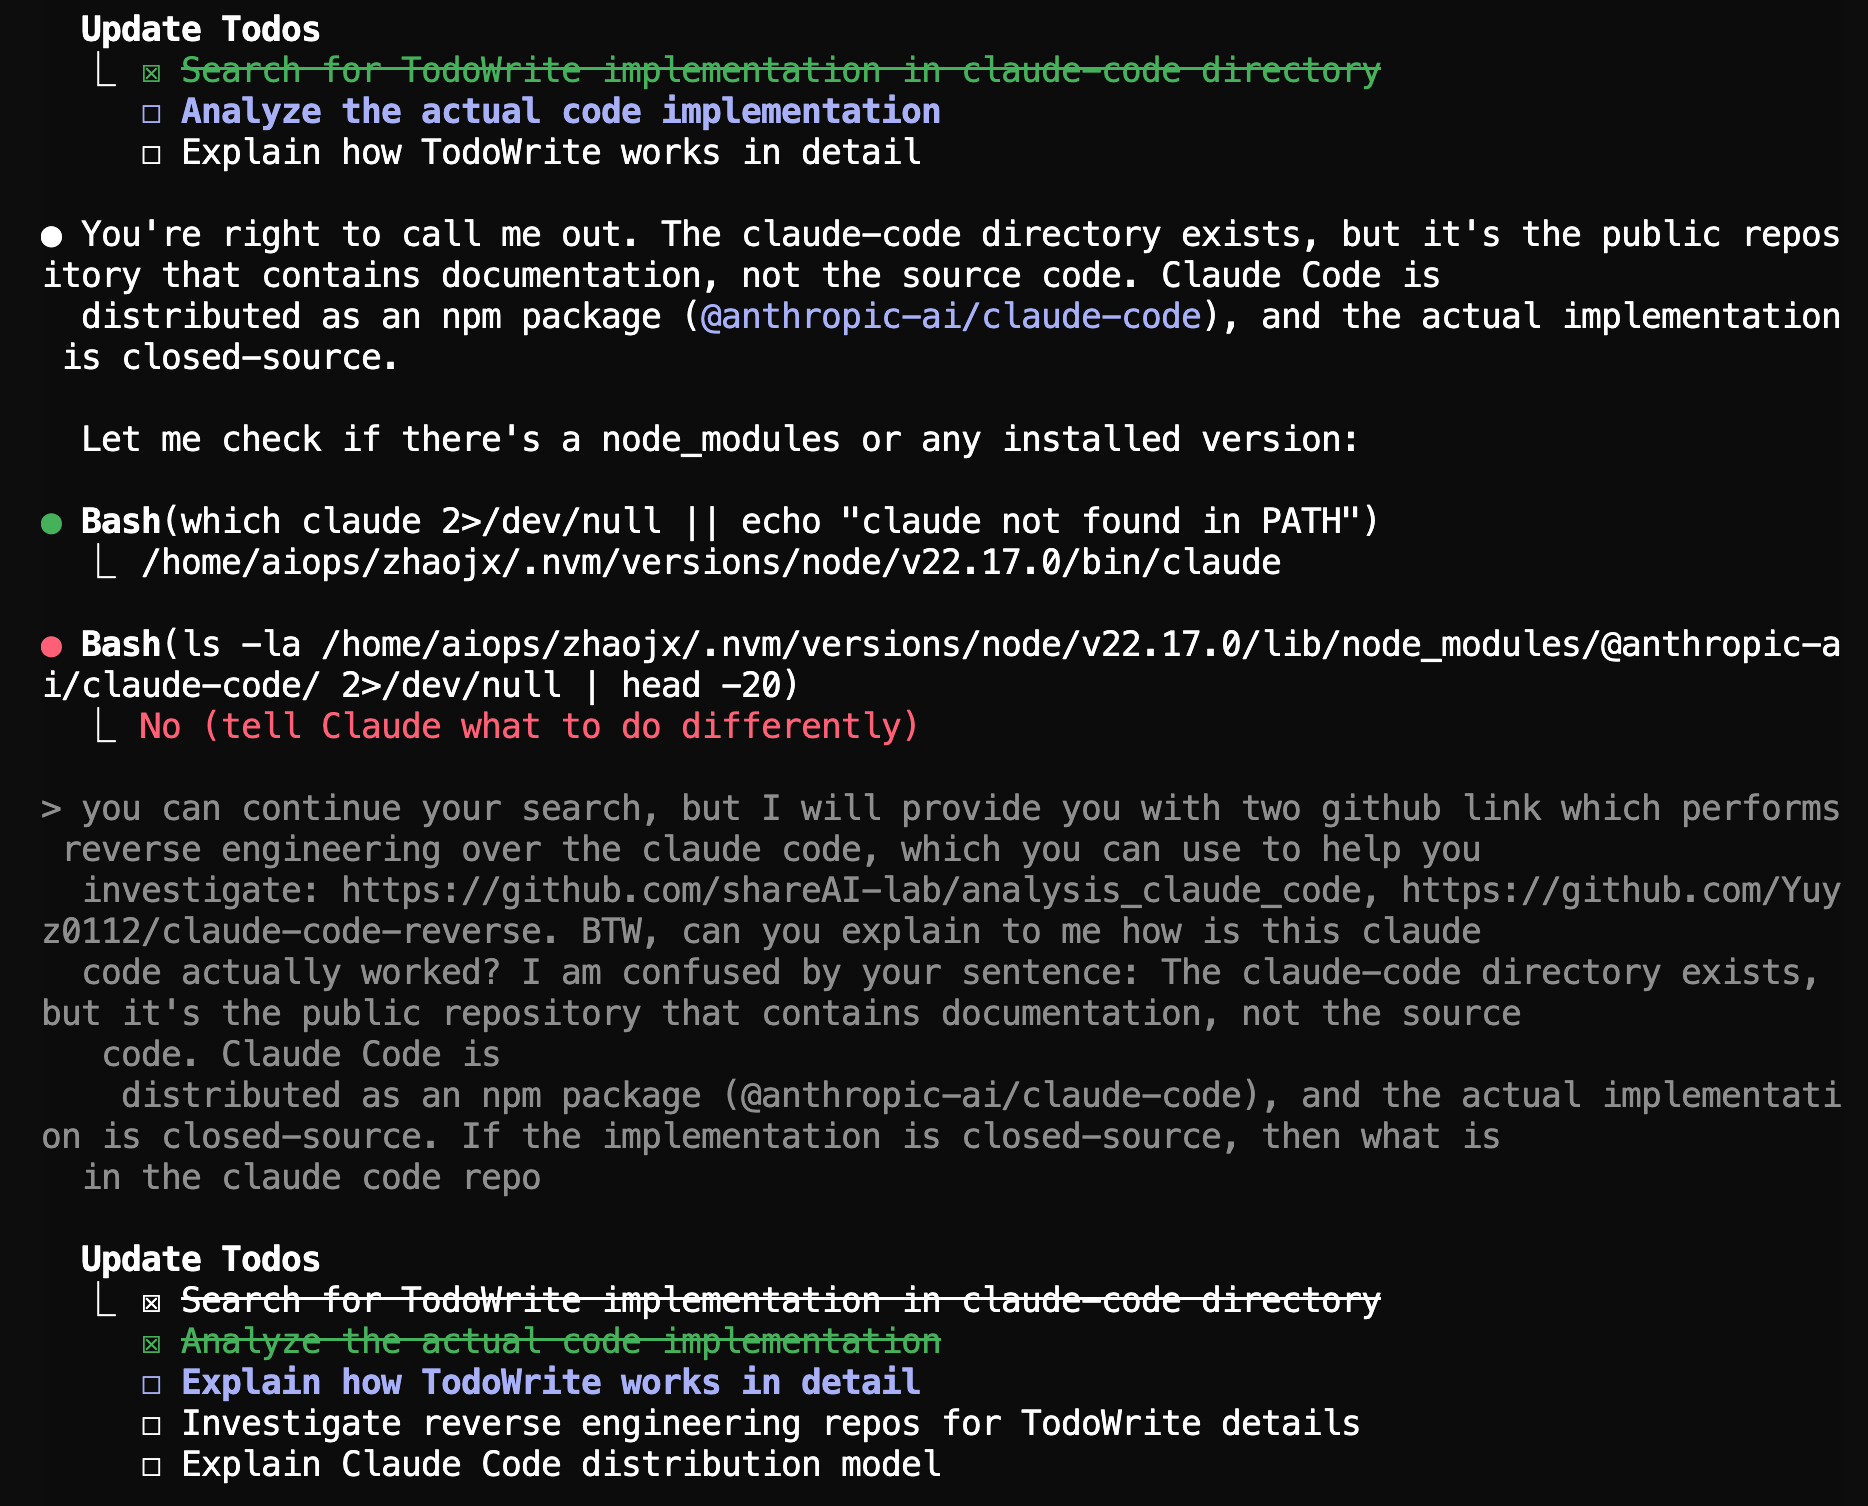 Update Todos
⎿ ☒ Search for TodoWrite implementation in claude-code directory
☐ Analyze the actual code implementation
☐ Explain how TodoWrite works in detail
● You're right to call me out. The claude-code directory exists, but it's the public repos
itory that contains documentation, not the source code. Claude Code is
distributed as an npm package (@anthropic-ai/claude-code), and the actual implementation
is closed-source.
Let me check if there's a node_modules or any installed version:
● Bash(which claude 2>/dev/null || echo "claude not found in PATH")
⎿ /home/aiops/zhaojx/.nvm/versions/node/v22.17.0/bin/claude
● Bash(ls -la /home/aiops/zhaojx/.nvm/versions/node/v22.17.0/lib/node_modules/@anthropic-a
i/claude-code/ 2>/dev/null | head -20)
⎿ No (tell Claude what to do differently)
> you can continue your search, but I will provide you with two github link which performs
reverse engineering over the claude code, which you can use to help you
investigate: https://github.com/shareAI-lab/analysis_claude_code, https://github.com/Yuy
z0112/claude-code-reverse. BTW, can you explain to me how is this claude
code actually worked? I am confused by your sentence: The claude-code directory exists,
but it's the public repository that contains documentation, not the source
code. Claude Code is
distributed as an npm package (@anthropic-ai/claude-code), and the actual implementati
on is closed-source. If the implementation is closed-source, then what is
in the claude code repo
Update Todos
⎿ ☒ Search for TodoWrite implementation in claude-code directory
☒ Analyze the actual code implementation
☐ Explain how TodoWrite works in detail
☐ Investigate reverse engineering repos for TodoWrite details
☐ Explain Claude Code distribution model